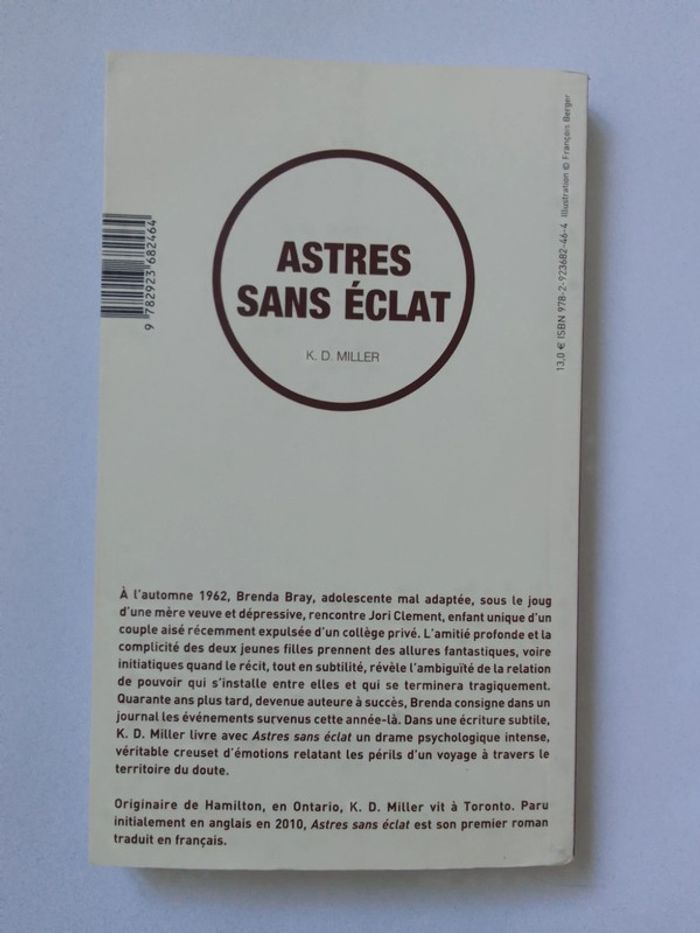 ASTRES
SANS ÉCLAT
K. D. MILLER
9 782923 682464
13,0 € ISBN 978-2-923682-46-4 Illustration © François Berger
À l'automne 1962, Brenda Bray, adolescente mal adaptée, sous le joug
d'une mère veuve et dépressive, rencontre Jori Clement, enfant unique d'un
couple aisé récemment expulsée d'un collège privé. L'amitié profonde et la
complicité des deux jeunes filles prennent des allures fantastiques, voire
initiatiques quand le récit, tout en subtilité, révèle l'ambiguïté de la relation
de pouvoir qui s'installe entre elles et qui se terminera tragiquement.
Quarante ans plus tard, devenue auteure à succès, Brenda consigne dans un
journal les événements survenus cette année-là. Dans une écriture subtile,
K. D. Miller livre avec Astres sans éclat un drame psychologique intense,
véritable creuset d'émotions relatant les périls d'un voyage à travers le
territoire du doute.
Originaire de Hamilton, en Ontario, K. D. Miller vit à Toronto. Paru
initialement en anglais en 2010, Astres sans éclat est son premier roman
traduit en français.